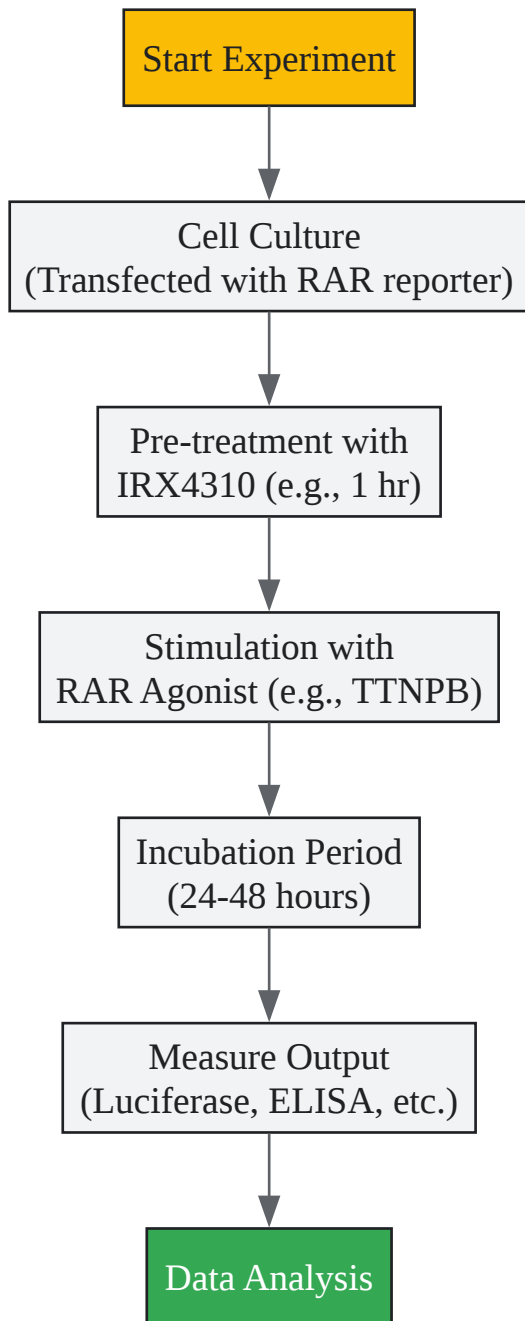 Start Experiment
Cell Culture
(Transfected with RAR reporter)
Pre-treatment with
IRX4310 (e.g., 1 hr)
Stimulation with
RAR Agonist (e.g., TTNPB)
Incubation Period
(24-48 hours)
Measure Output
(Luciferase, ELISA, etc.)
Data Analysis